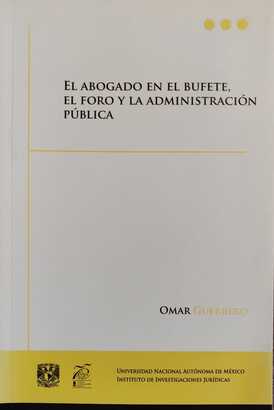 EL ABOGADO EN EL BUFETE,
EL FORO Y LA ADMINISTRACIÓN
PÚBLICA
OMAR GUERRERO
UNIVERSIDAD NACIONAL AUTÓNOMA DE MÉXICO
INSTITUTO DE INVESTIGACIONES JURÍDICAS